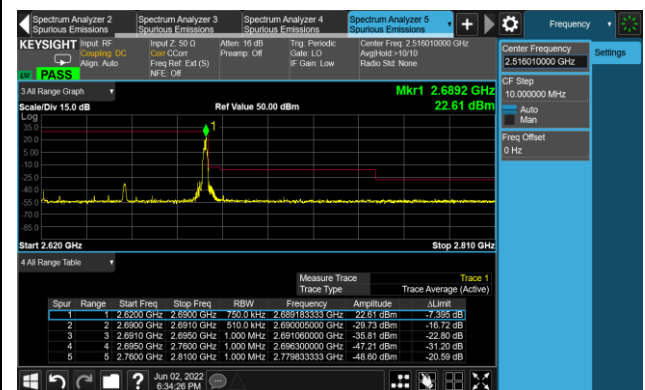 Spectrum Analyzer 2
Spurious Emissions
Spectrum Analyzer 3
Spurious Emissions
Spectrum Analyzer 4
Spurious Emissions
Spectrum Analyzer 5
Spurious Emissions
+
Frequency
KEYSIGHT
Input: RF
Coupling: DC
Align: Auto
Input Z: 50 Ω
Corr CCorr
Freq Ref: Ext (S)
NFE: Off
Atten: 16 dB
Preamp: Off
Trig: Periodic
Gate: LO
IF Gain: Low
Center Freq: 2.516010000 GHz
Avg|Hold:>10/10
Radio Std: None
PASS
Center Frequency
2.516010000 GHz
Settings
CF Step
10.000000 MHz
Auto
Man
Freq Offset
0 Hz
3 All Range Graph
Mkr1 2.6892 GHz
Scale/Div 15.0 dB
Ref Value 50.00 dBm
22.61 dBm
Log
35.0
20.0
5.00
-10.0
-25.0
-40.0
-55.0
-70.0
-85.0
1
Start 2.620 GHz
Stop 2.810 GHz
4 All Range Table
Measure Trace Trace 1
Trace Type Trace Average (Active)
Spur Range Start Freq Stop Freq RBW Frequency Amplitude ΔLimit
1 1 2.6200 GHz 2.6900 GHz 750.0 kHz 2.689183333 GHz 22.61 dBm -7.395 dB
2 2 2.6900 GHz 2.6910 GHz 510.0 kHz 2.690005000 GHz -29.73 dBm -16.72 dB
3 3 2.6910 GHz 2.6950 GHz 1.000 MHz 2.691060000 GHz -35.81 dBm -22.80 dB
4 4 2.6950 GHz 2.7600 GHz 1.000 MHz 2.696300000 GHz -47.21 dBm -31.20 dB
5 5 2.7600 GHz 2.8100 GHz 1.000 MHz 2.779833333 GHz -48.60 dBm -20.59 dB
?
Jun 02, 2022
6:34:26 PM